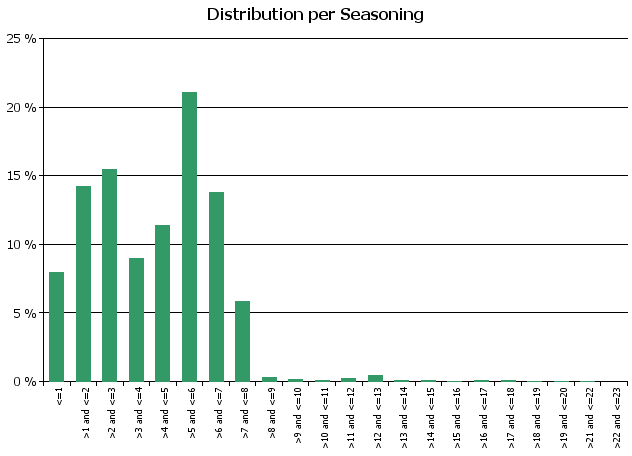 Distribution per Seasoning
25 %
20 %
15 %
10 %
5 %
0 %
<=1
>1 and <=2
>2 and <=3
>3 and <=4
>4 and <=5
>5 and <=6
>6 and <=7
>7 and <=8
>8 and <=9
>9 and <=10
>10 and <=11
>11 and <=12
>12 and <=13
>13 and <=14
>14 and <=15
>15 and <=16
>16 and <=17
>17 and <=18
>18 and <=19
>19 and <=20
>21 and <=22
>22 and <=23